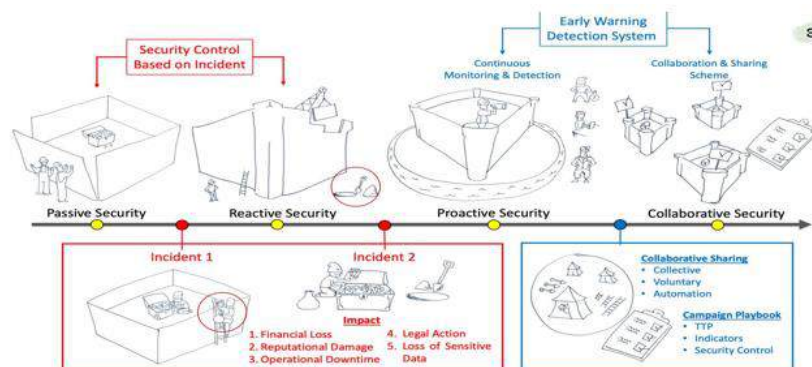 Early Warning
Detection System
3
Security Control
Based on Incident
Continuous
Monitoring & Detection
Collaboration & Sharing
Scheme
Passive Security
Reactive Security
Proactive Security
Collaborative Security
Incident 1
Incident 2
Impact
1. Financial Loss
2. Reputational Damage
3. Operational Downtime
4. Legal Action
5. Loss of Sensitive
Data
Collaborative Sharing
• Collective
• Voluntary
• Automation
Campaign Playbook
• TTP
• Indicators
• Security Control